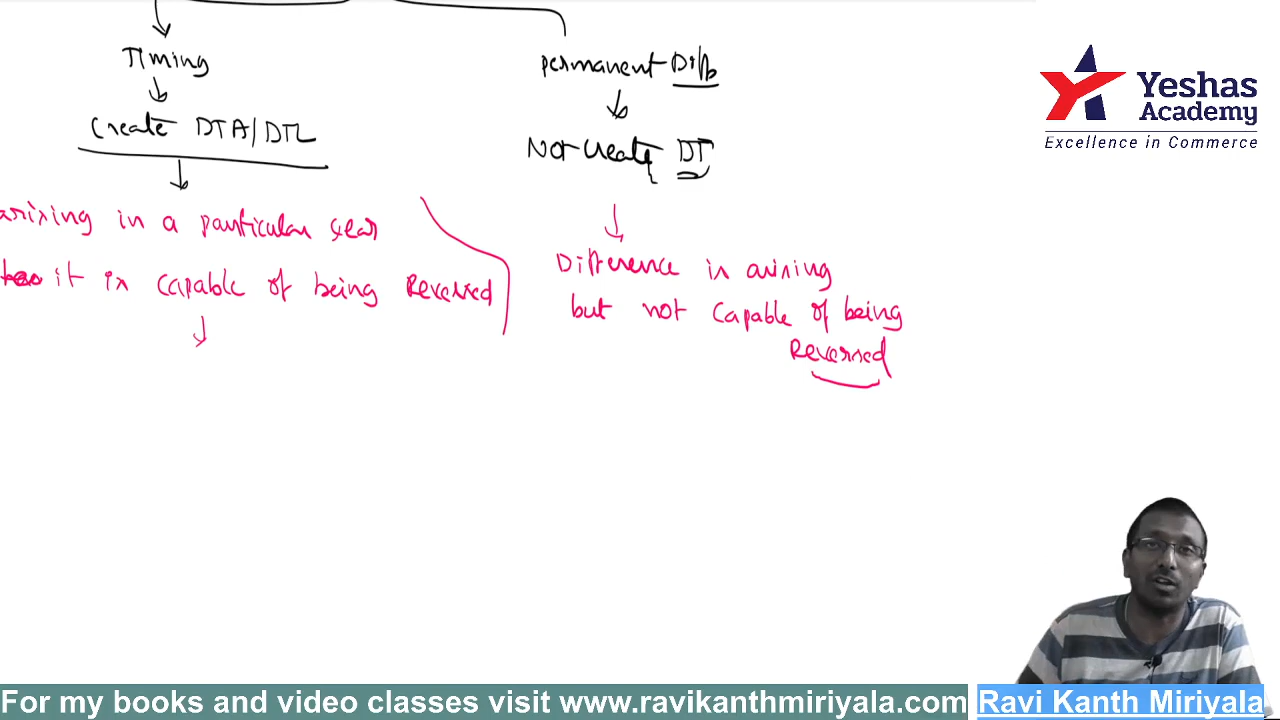 Timing
Create DTA/DTL
arising in a particular year
it is capable of being Reversed
permanent Diff
Not Create DT
Difference is arising
but not capable of being
Reversed
Yeshas
Academy
Excellence in Commerce
For my books and video classes visit www.ravikanthmiriyala.com Ravi Kanth Miriyala